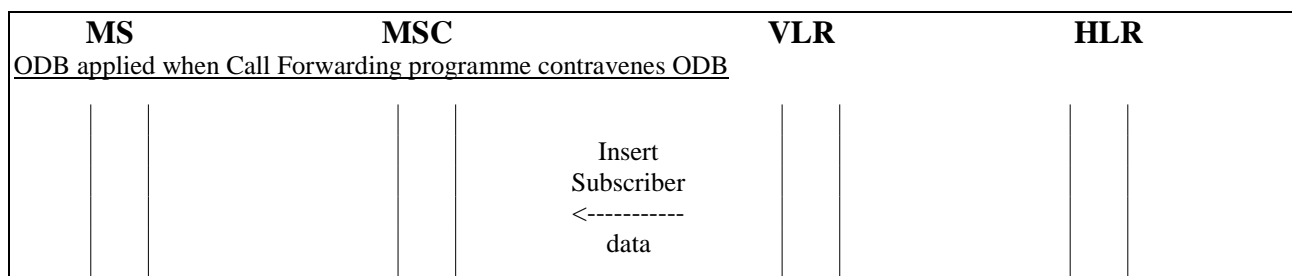 MS MSC VLR HLR
ODB applied when Call Forwarding programme contravenes ODB
Insert
Subscriber
<-----------
data